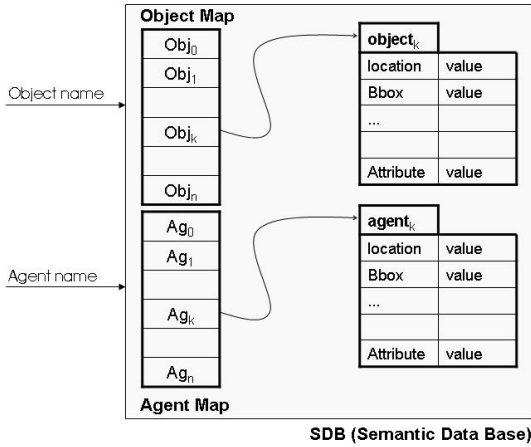 Object Map
Obj0
Obj1
Objk
Objn
Object name
objectk
location value
Bbox value
...
Attribute value
Ag0
Ag1
Agk
Agn
Agent name
agentk
location value
Bbox value
...
Attribute value
Agent Map
SDB (Semantic Data Base)